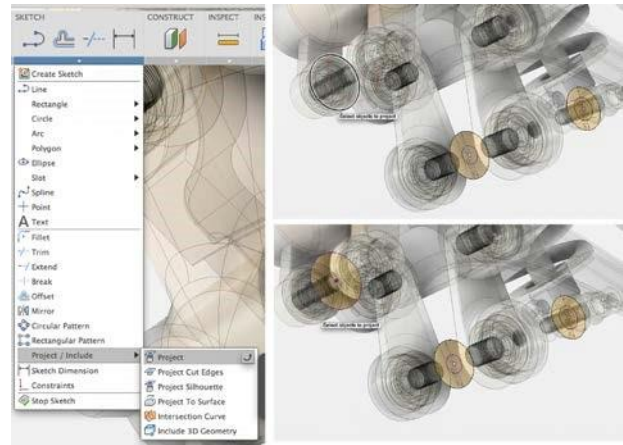 SKETCH
CONSTRUCT
INSPECT
INS
Create Sketch
Line
Rectangle
Circle
Arc
Polygon
Ellipse
Slot
Spline
Point
A Text
Fillet
Trim
Extend
Break
Offset
Mirror
Circular Pattern
Rectangular Pattern
Project / Include
Sketch Dimension
Constraints
Stop Sketch
Project
Project Cut Edges
Project Silhouette
Project To Surface
Intersection Curve
Include 3D Geometry
Select objects to project
Select objects to project